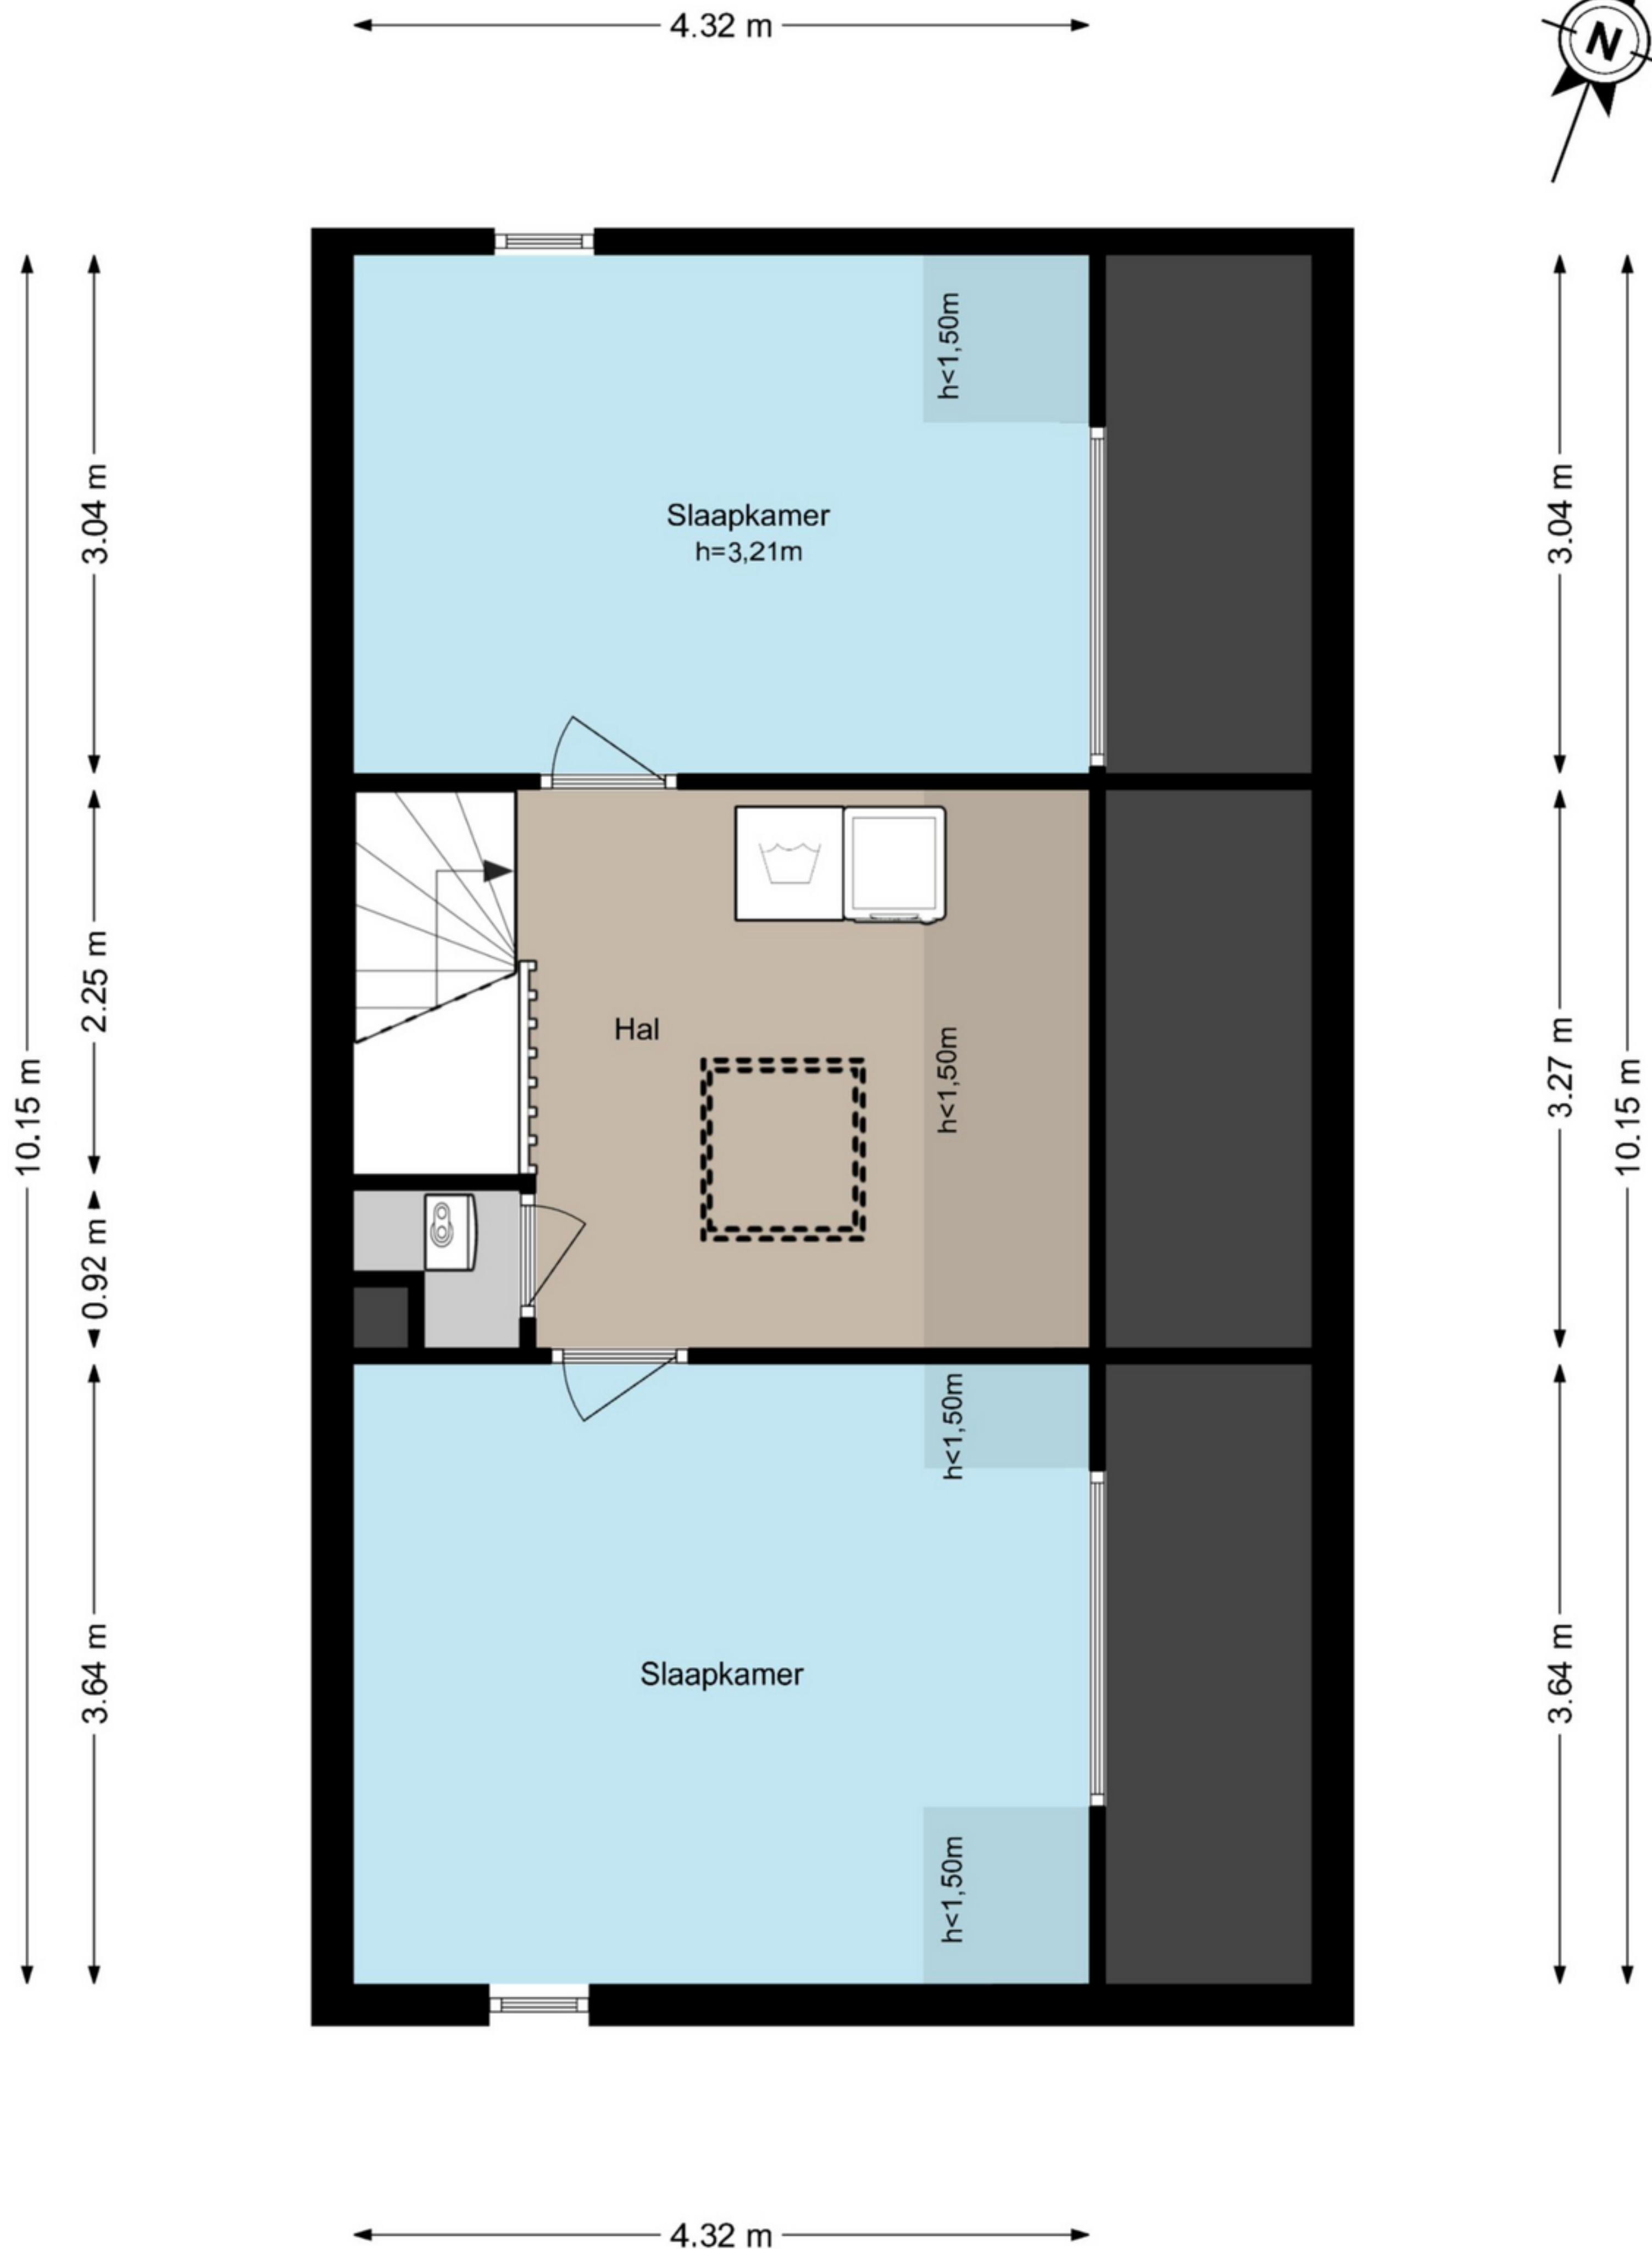 4.32 m
N
h<1,50m
3.04 m
3.04 m
Slaapkamer
h=3,21m
2.25 m
Hal
h<1,50m
3.27 m
10.15 m
10.15 m
0.92 m
h<1,50m
3.64 m
Slaapkamer
3.64 m
h<1,50m
4.32 m